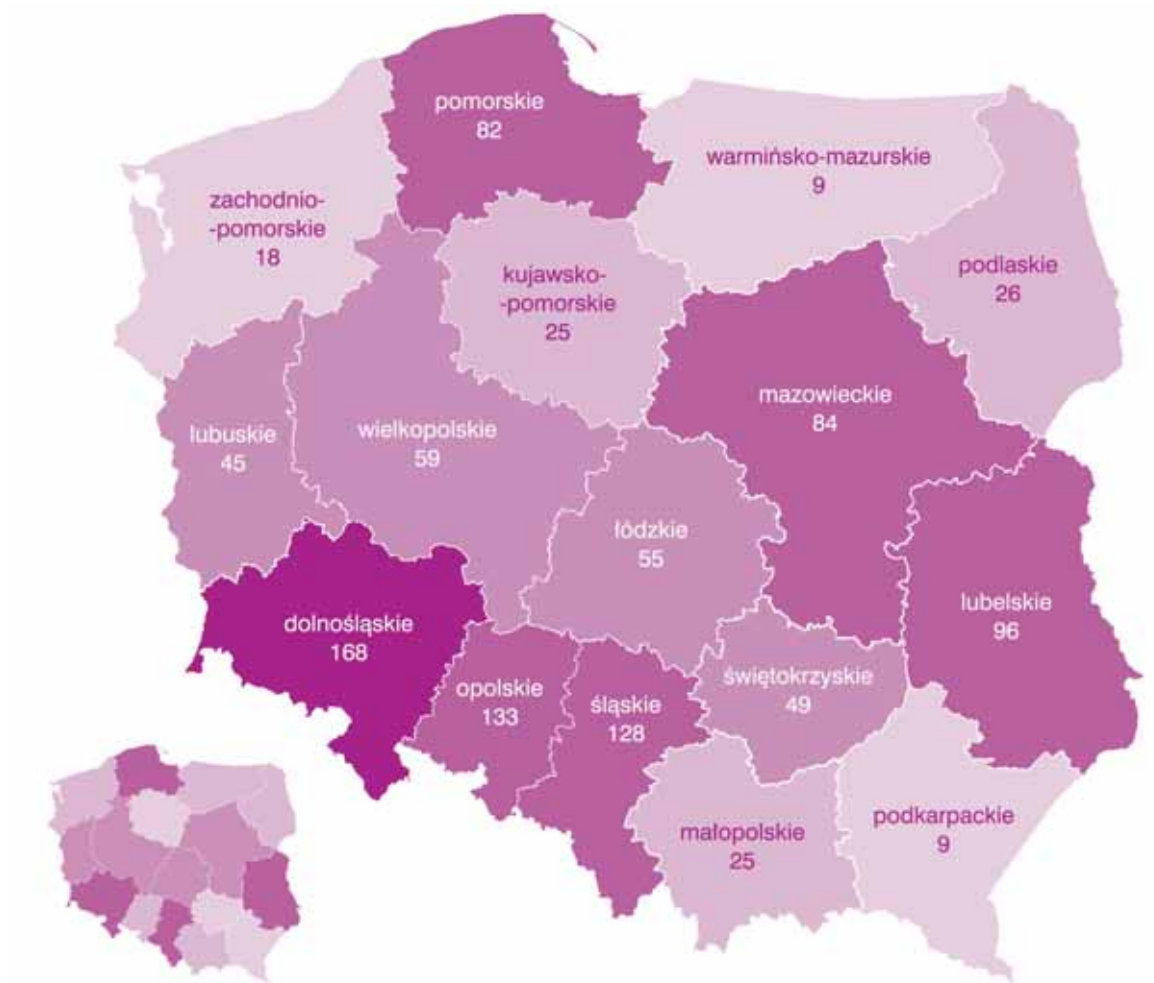 pomorskie
82
warmińsko-mazurskie
9
zachodnio-
-pomorskie
18
kujawsko-
-pomorskie
25
podlaskie
26
mazowieckie
84
lubuskie
45
wielkopolskie
59
łódzkie
55
lubelskie
96
dolnośląskie
168
opolskie
133
śląskie
128
świętokrzyskie
49
małopolskie
25
podkarpackie
9